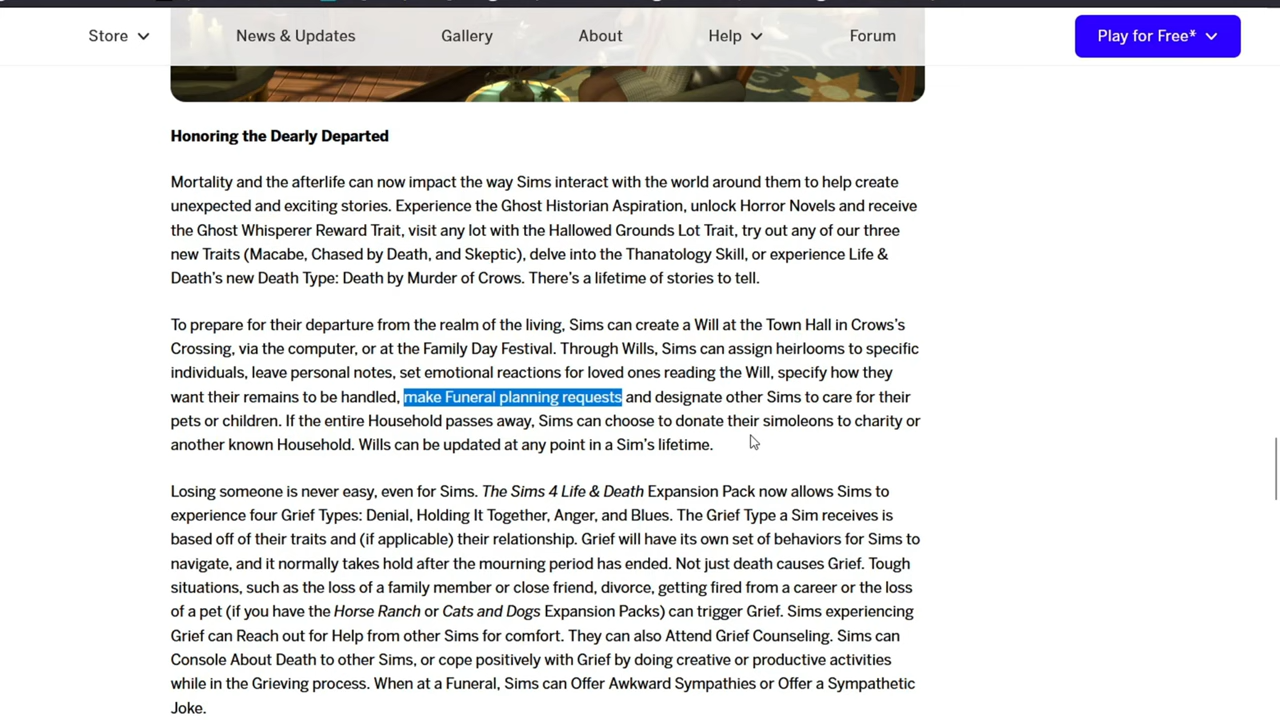 Store
News & Updates
Gallery
About
Help
Forum
Play for Free*
Honoring the Dearly Departed
Mortality and the afterlife can now impact the way Sims interact with the world around them to help create
unexpected and exciting stories. Experience the Ghost Historian Aspiration, unlock Horror Novels and receive
the Ghost Whisperer Reward Trait, visit any lot with the Hallowed Grounds Lot Trait, try out any of our three
new Traits (Macabe, Chased by Death, and Skeptic), delve into the Thanatology Skill, or experience Life &
Death's new Death Type: Death by Murder of Crows. There's a lifetime of stories to tell.
To prepare for their departure from the realm of the living, Sims can create a Will at the Town Hall in Crows's
Crossing, via the computer, or at the Family Day Festival. Through Wills, Sims can assign heirlooms to specific
individuals, leave personal notes, set emotional reactions for loved ones reading the Will, specify how they
want their remains to be handled, make Funeral planning requests and designate other Sims to care for their
pets or children. If the entire Household passes away, Sims can choose to donate their simoleons to charity or
another known Household. Wills can be updated at any point in a Sim's lifetime.
Losing someone is never easy, even for Sims. The Sims 4 Life & Death Expansion Pack now allows Sims to
experience four Grief Types: Denial, Holding It Together, Anger, and Blues. The Grief Type a Sim receives is
based off of their traits and (if applicable) their relationship. Grief will have its own set of behaviors for Sims to
navigate, and it normally takes hold after the mourning period has ended. Not just death causes Grief. Tough
situations, such as the loss of a family member or close friend, divorce, getting fired from a career or the loss
of a pet (if you have the Horse Ranch or Cats and Dogs Expansion Packs) can trigger Grief. Sims experiencing
Grief can Reach out for Help from other Sims for comfort. They can also Attend Grief Counseling. Sims can
Console About Death to other Sims, or cope positively with Grief by doing creative or productive activities
while in the Grieving process. When at a Funeral, Sims can Offer Awkward Sympathies or Offer a Sympathetic
Joke.